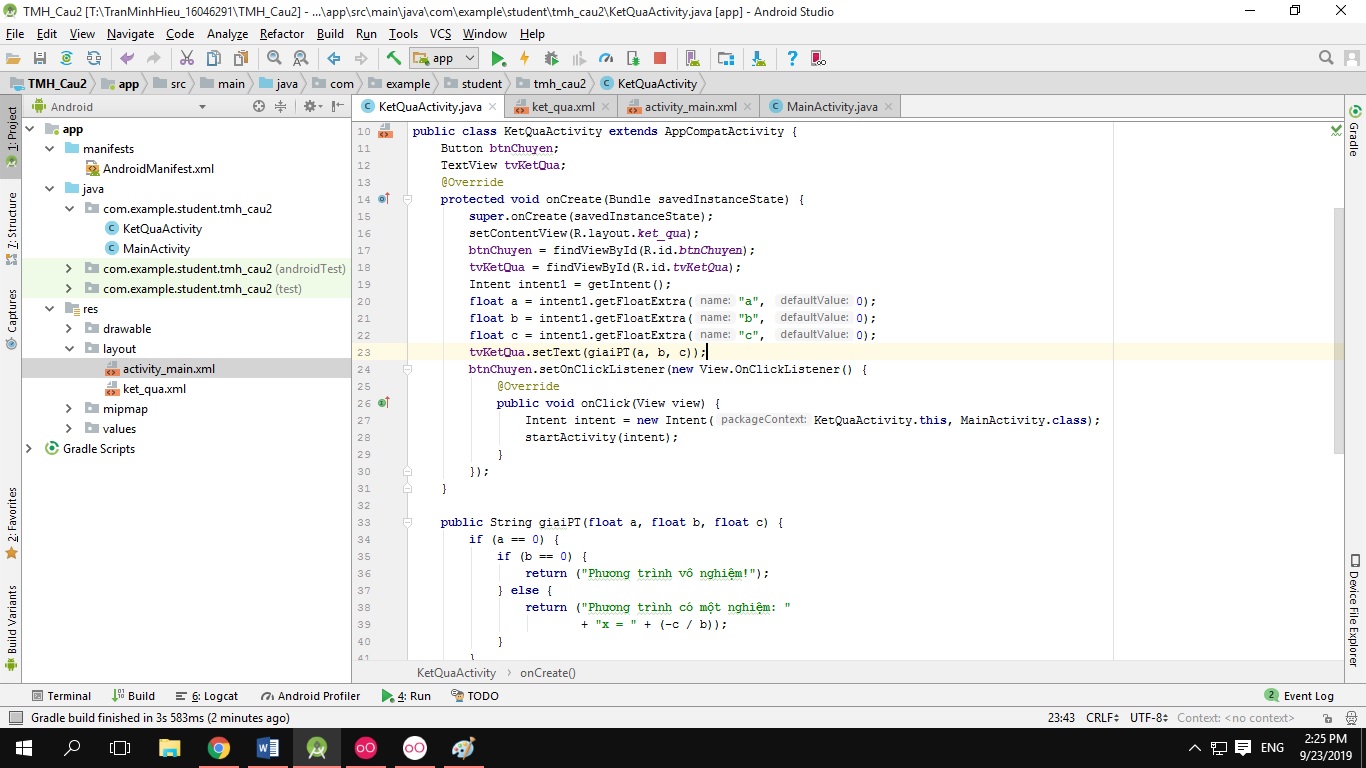 TMH_Cau2 [T:\TranMinhHieu_16046291\TMH_Cau2] - ...\app\src\main\java\com\example\student\tmh_cau2\KetQuaActivity.java [app] - Android Studio
File Edit View Navigate Code Analyze Refactor Build Run Tools VCS Window Help
app
TMH_Cau2 app src main java com example student tmh_cau2 KetQuaActivity
Android
KetQuaActivity.java ket_qua.xml activity_main.xml MainActivity.java
1: Project
7: Structure
Captures
2: Favorites
Build Variants
app
manifests
AndroidManifest.xml
java
com.example.student.tmh_cau2
KetQuaActivity
MainActivity
com.example.student.tmh_cau2 (androidTest)
com.example.student.tmh_cau2 (test)
res
drawable
layout
activity_main.xml
ket_qua.xml
mipmap
values
Gradle Scripts
10 public class KetQuaActivity extends AppCompatActivity {
11 Button btnChuyen;
12 TextView tvKetQua;
13 @Override
14 protected void onCreate(Bundle savedInstanceState) {
15 super.onCreate(savedInstanceState);
16 setContentView(R.layout.ket_qua);
17 btnChuyen = findViewById(R.id.btnChuyen);
18 tvKetQua = findViewById(R.id.tvKetQua);
19 Intent intent1 = getIntent();
20 float a = intent1.getFloatExtra( name: "a", defaultValue: 0);
21 float b = intent1.getFloatExtra( name: "b", defaultValue: 0);
22 float c = intent1.getFloatExtra( name: "c", defaultValue: 0);
23 tvKetQua.setText(giaiPT(a, b, c));
24 btnChuyen.setOnClickListener(new View.OnClickListener() {
25 @Override
26 public void onClick(View view) {
27 Intent intent = new Intent( packageContext: KetQuaActivity.this, MainActivity.class);
28 startActivity(intent);
29 }
30 });
31 }
32
33 public String giaiPT(float a, float b, float c) {
34 if (a == 0) {
35 if (b == 0) {
36 return ("Phương trình vô nghiệm!");
37 } else {
38 return ("Phương trình có một nghiệm: "
39 + "x = " + (-c / b));
40 }
41 }
KetQuaActivity onCreate()
Gradle
Device File Explorer
Terminal Build 6: Logcat Android Profiler 4: Run TODO Event Log
2
Gradle build finished in 3s 583ms (2 minutes ago) 23:43 CRLF UTF-8 Context: <no context>
ENG
2:25 PM
9/23/2019